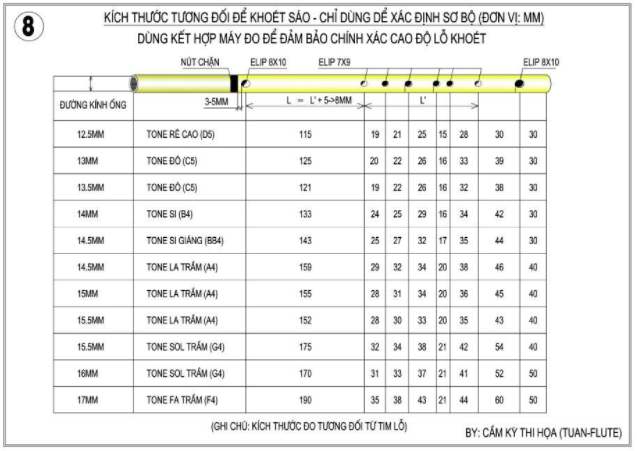 8
KÍCH THƯỚC TƯƠNG ĐỐI ĐỂ KHOÉT SÁO - CHỈ DÙNG DỂ XÁC ĐỊNH SƠ BỘ (ĐƠN VỊ: MM)
DÙNG KẾT HỢP MÁY ĐO ĐỂ ĐẢM BẢO CHÍNH XÁC CAO ĐỘ LỖ KHOÉT
NÚT CHẶN ELIP 8X10 ELIP 7X9 ELIP 8X10
ĐƯỜNG KÍNH ỐNG 3-5MM L ≈ L' + 5->8MM L'
12.5MM TONE RÊ CAO (D5) 115 19 21 25 15 28 30 30
13MM TONE ĐÔ (C5) 125 20 22 26 16 33 39 30
13.5MM TONE ĐÔ (C5) 121 19 22 26 16 32 38 30
14MM TONE SI (B4) 133 24 25 29 16 34 42 30
14.5MM TONE SI GIÁNG (BB4) 143 25 27 32 17 35 44 30
14.5MM TONE LA TRẦM (A4) 159 29 32 34 20 38 46 40
15MM TONE LA TRẦM (A4) 155 28 31 34 20 36 45 40
15.5MM TONE LA TRẦM (A4) 152 28 30 33 20 35 43 40
15.5MM TONE SOL TRẦM (G4) 175 32 34 38 21 42 54 40
16MM TONE SOL TRẦM (G4) 170 31 33 37 21 41 52 50
17MM TONE FA TRẦM (F4) 190 35 38 43 21 44 60 50
(GHI CHÚ: KÍCH THƯỚC ĐO TƯƠNG ĐỐI TỪ TIM LỖ)
BY: CẦM KỲ THI HỌA (TUAN-FLUTE)